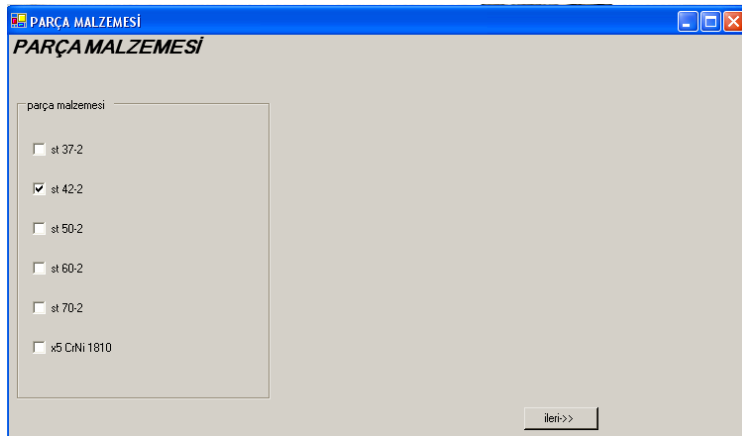 PARÇA MALZEMESİ
PARÇA MALZEMESİ
parça malzemesi
st 37-2
st 42-2
st 50-2
st 60-2
st 70-2
x5 CrNi 1810
ileri->>